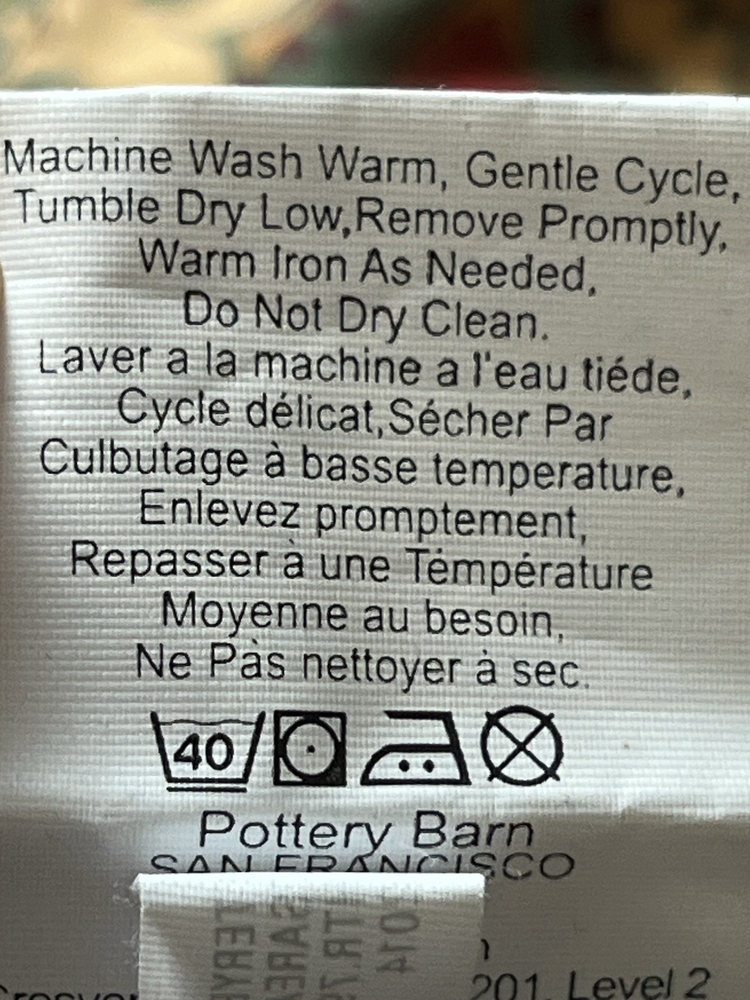 Machine Wash Warm, Gentle Cycle,
Tumble Dry Low,Remove Promptly,
Warm Iron As Needed,
Do Not Dry Clean.
Laver a la machine a l'eau tiéde,
Cycle délicat,Sécher Par
Culbutage à basse temperature,
Enlevez promptement,
Repasser à une Témpérature
Moyenne au besoin,
Ne Pàs nettoyer à sec.
40
Pottery Barn
SAN FRANCISCO
201, Level 2